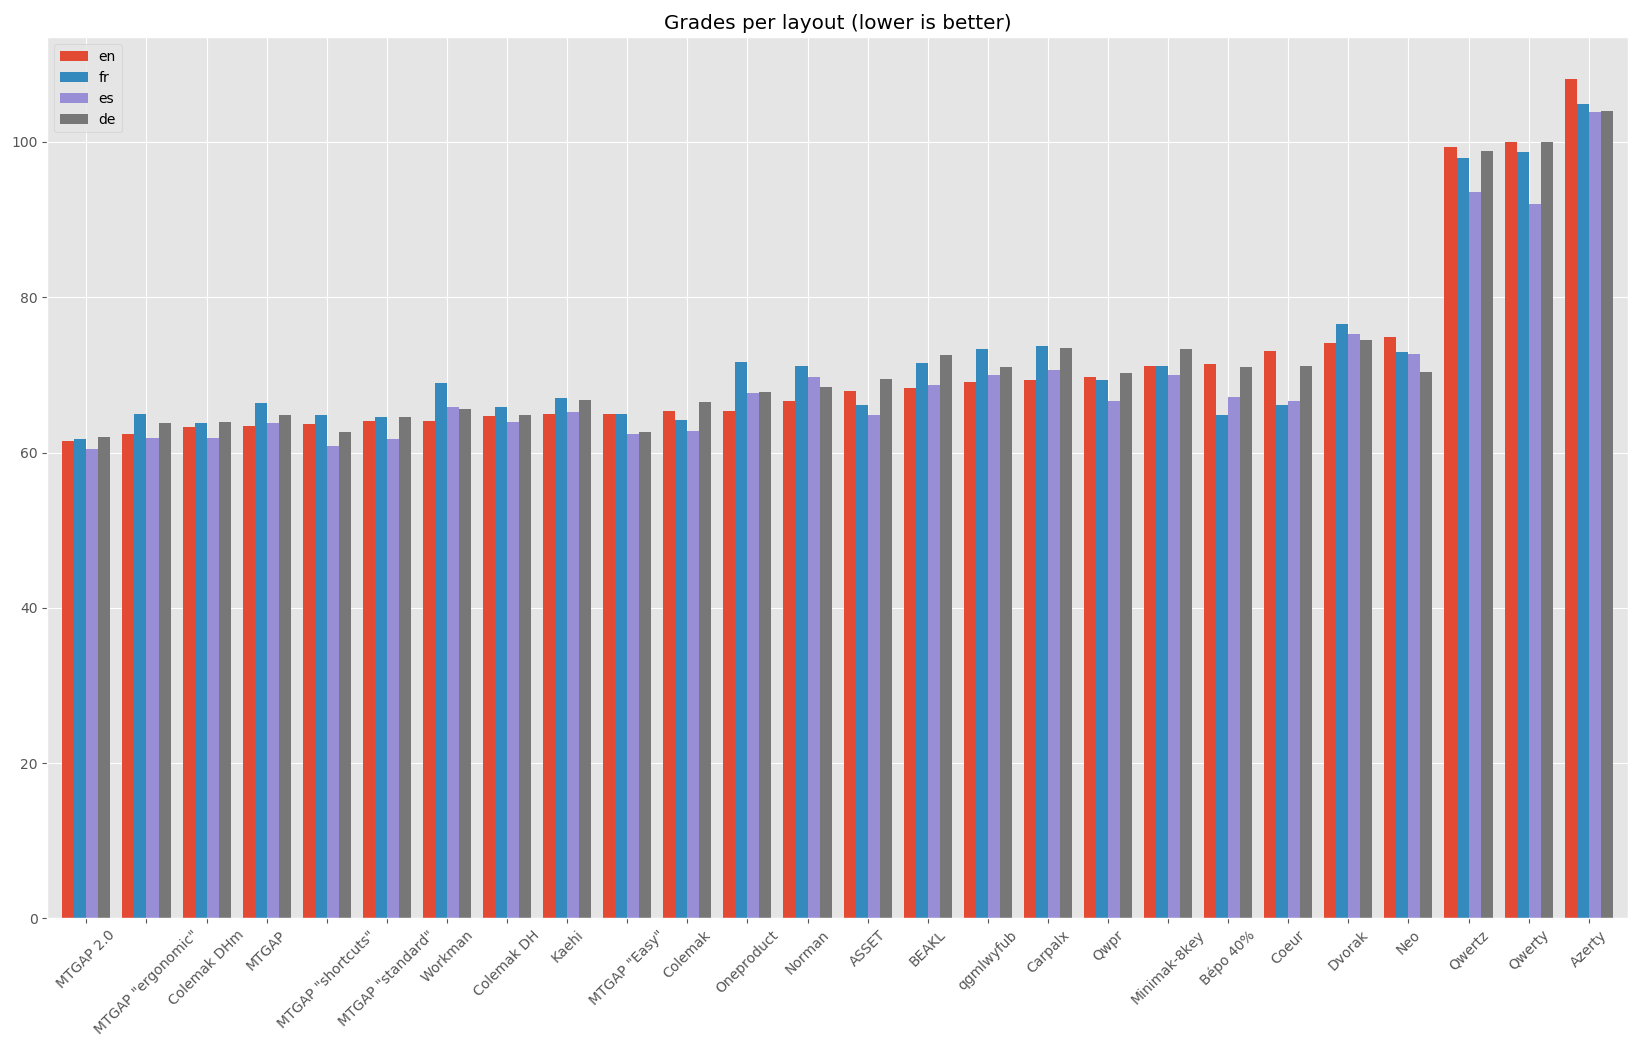 Grades per layout (lower is better)
en
fr
es
de
100
80
60
40
20
0
MTGAP 2.0
MTGAP "ergonomic"
Colemak DHm
MTGAP
MTGAP "shortcuts"
MTGAP "standard"
Workman
Colemak DH
Kaehi
MTGAP "Easy"
Colemak
Oneproduct
Norman
ASSET
BEAKL
qgmlwyfub
Carpalx
Qwpr
Minimak-8key
Bépo 40%
Coeur
Dvorak
Neo
Qwertz
Qwerty
Azerty